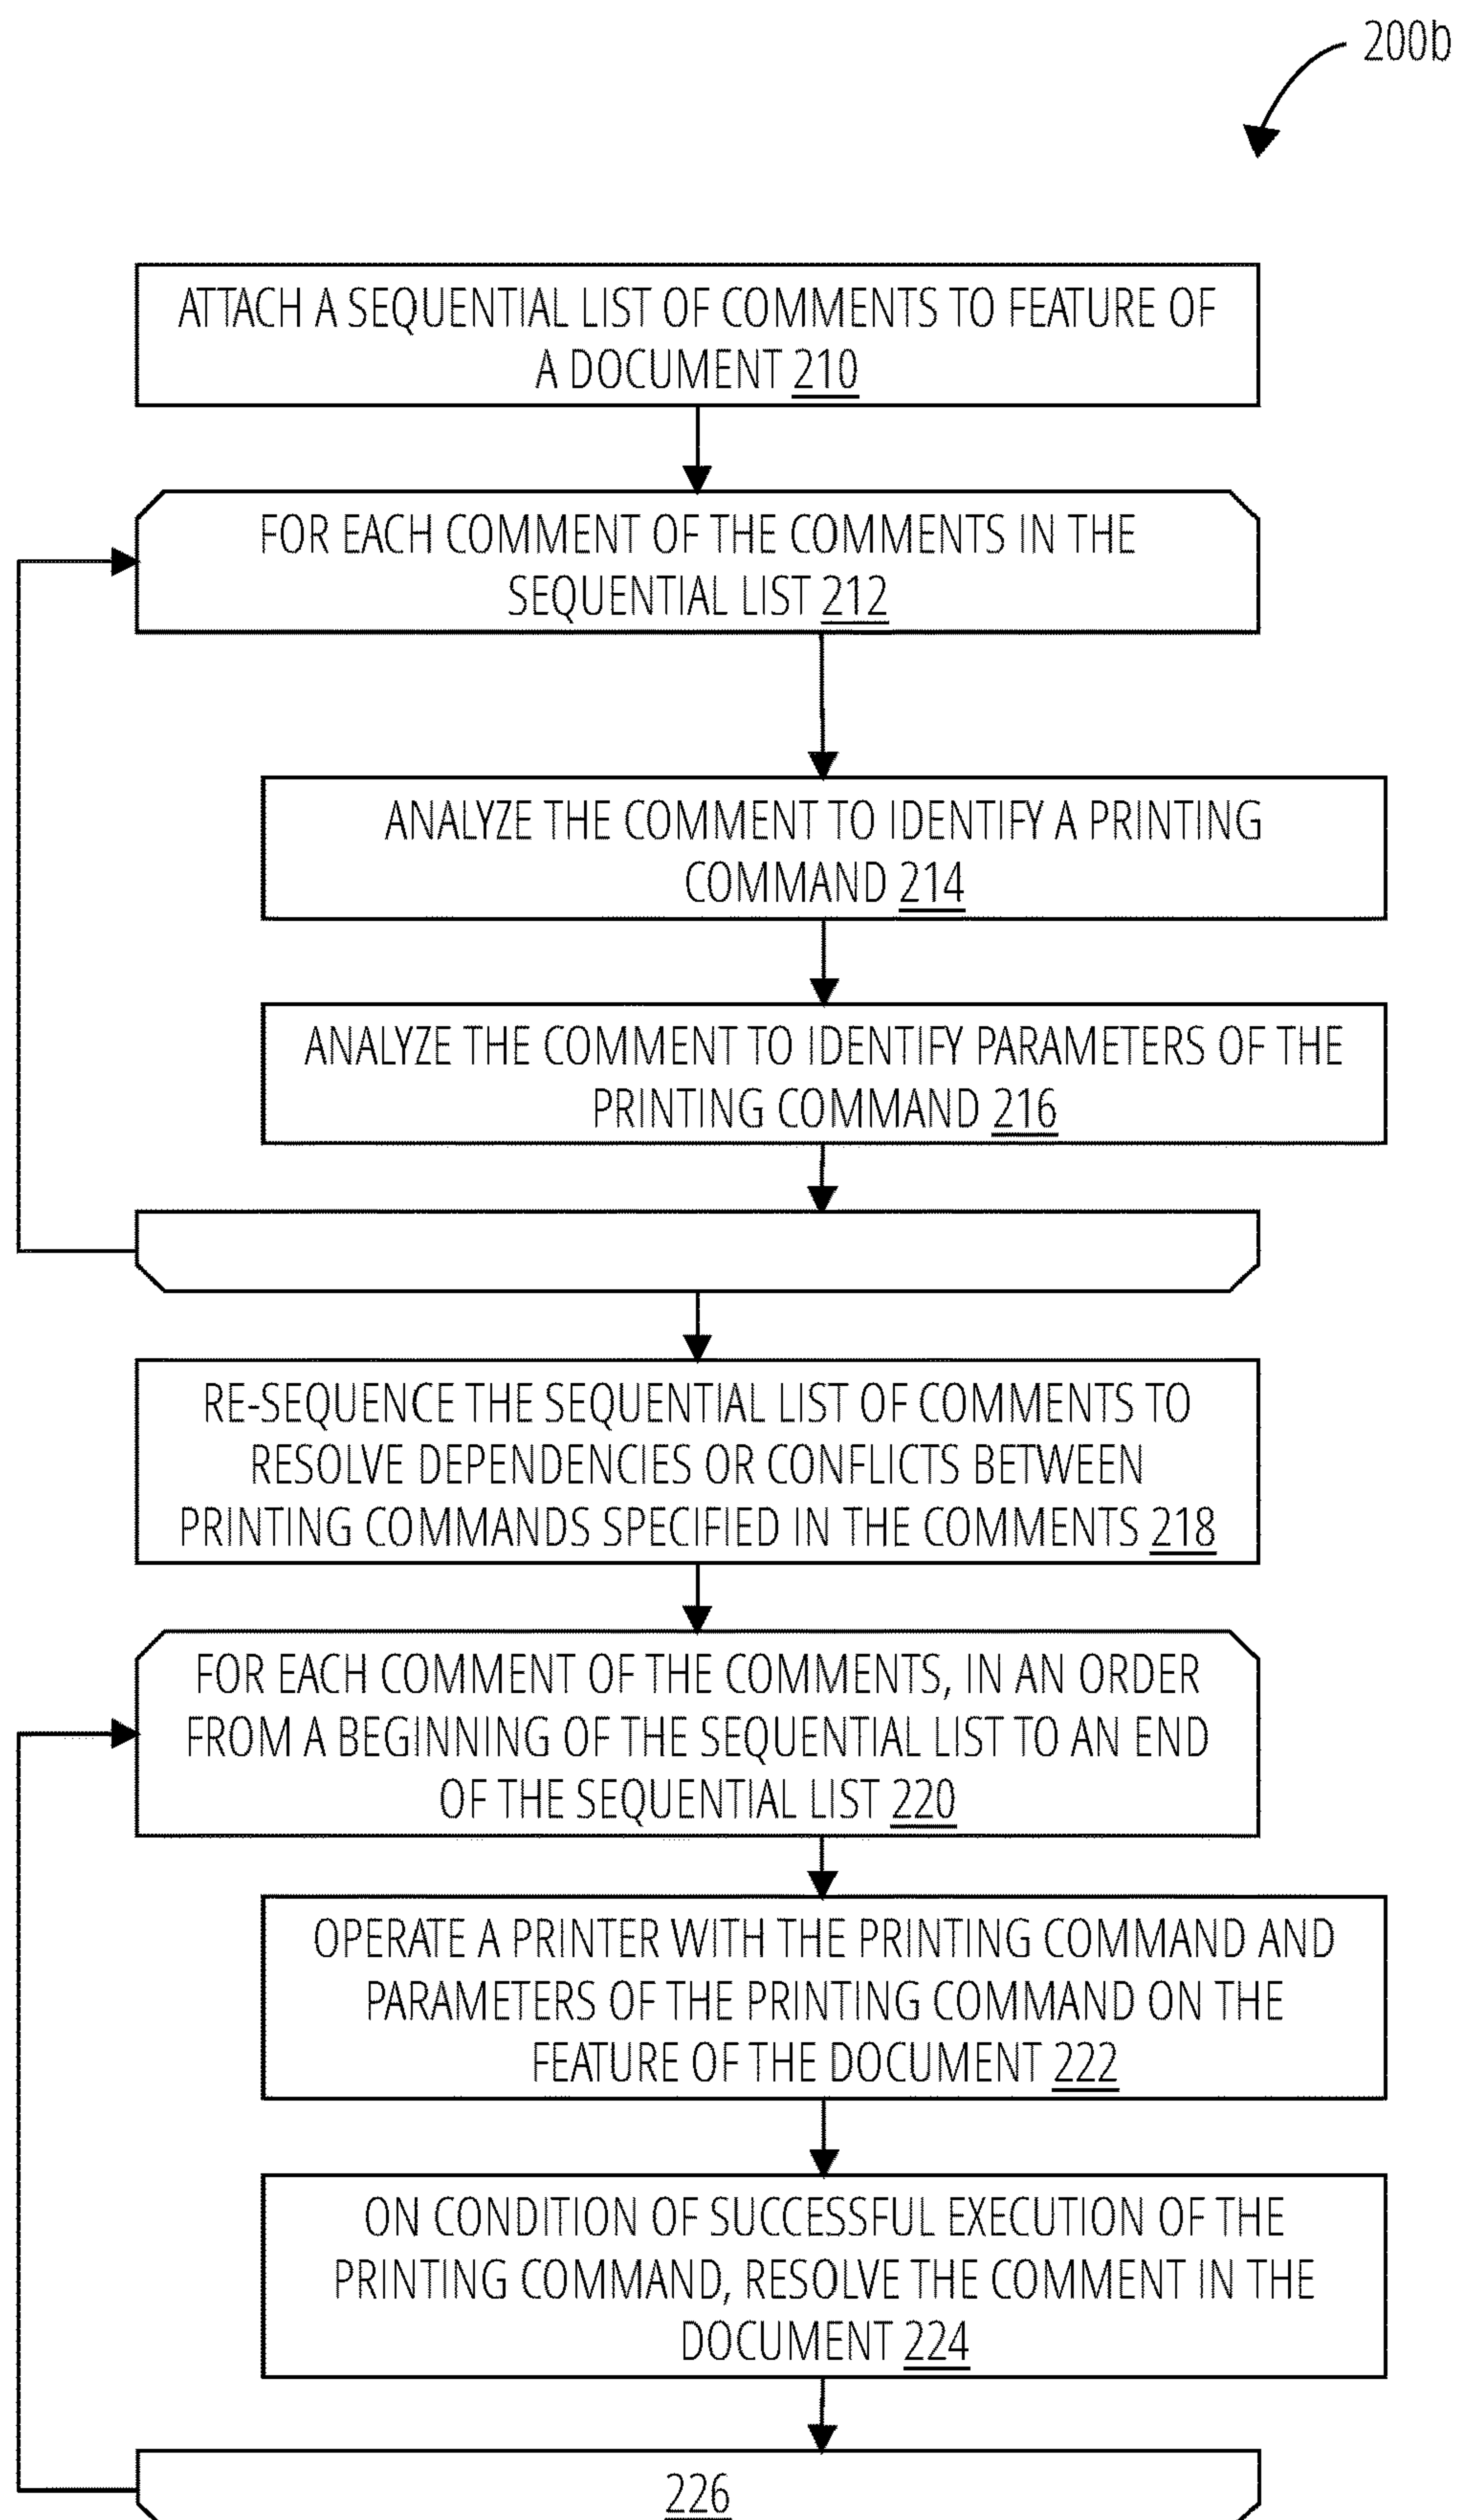 200b
ATTACH A SEQUENTIAL LIST OF COMMENTS TO FEATURE OF
A DOCUMENT 210
FOR EACH COMMENT OF THE COMMENTS IN THE
SEQUENTIAL LIST 212
ANALYZE THE COMMENT TO IDENTIFY A PRINTING
COMMAND 214
ANALYZE THE COMMENT TO IDENTIFY PARAMETERS OF THE
PRINTING COMMAND 216
RE-SEQUENCE THE SEQUENTIAL LIST OF COMMENTS TO
RESOLVE DEPENDENCIES OR CONFLICTS BETWEEN
PRINTING COMMANDS SPECIFIED IN THE COMMENTS 218
FOR EACH COMMENT OF THE COMMENTS, IN AN ORDER
FROM A BEGINNING OF THE SEQUENTIAL LIST TO AN END
OF THE SEQUENTIAL LIST 220
OPERATE A PRINTER WITH THE PRINTING COMMAND AND
PARAMETERS OF THE PRINTING COMMAND ON THE
FEATURE OF THE DOCUMENT 222
ON CONDITION OF SUCCESSFUL EXECUTION OF THE
PRINTING COMMAND, RESOLVE THE COMMENT IN THE
DOCUMENT 224
226